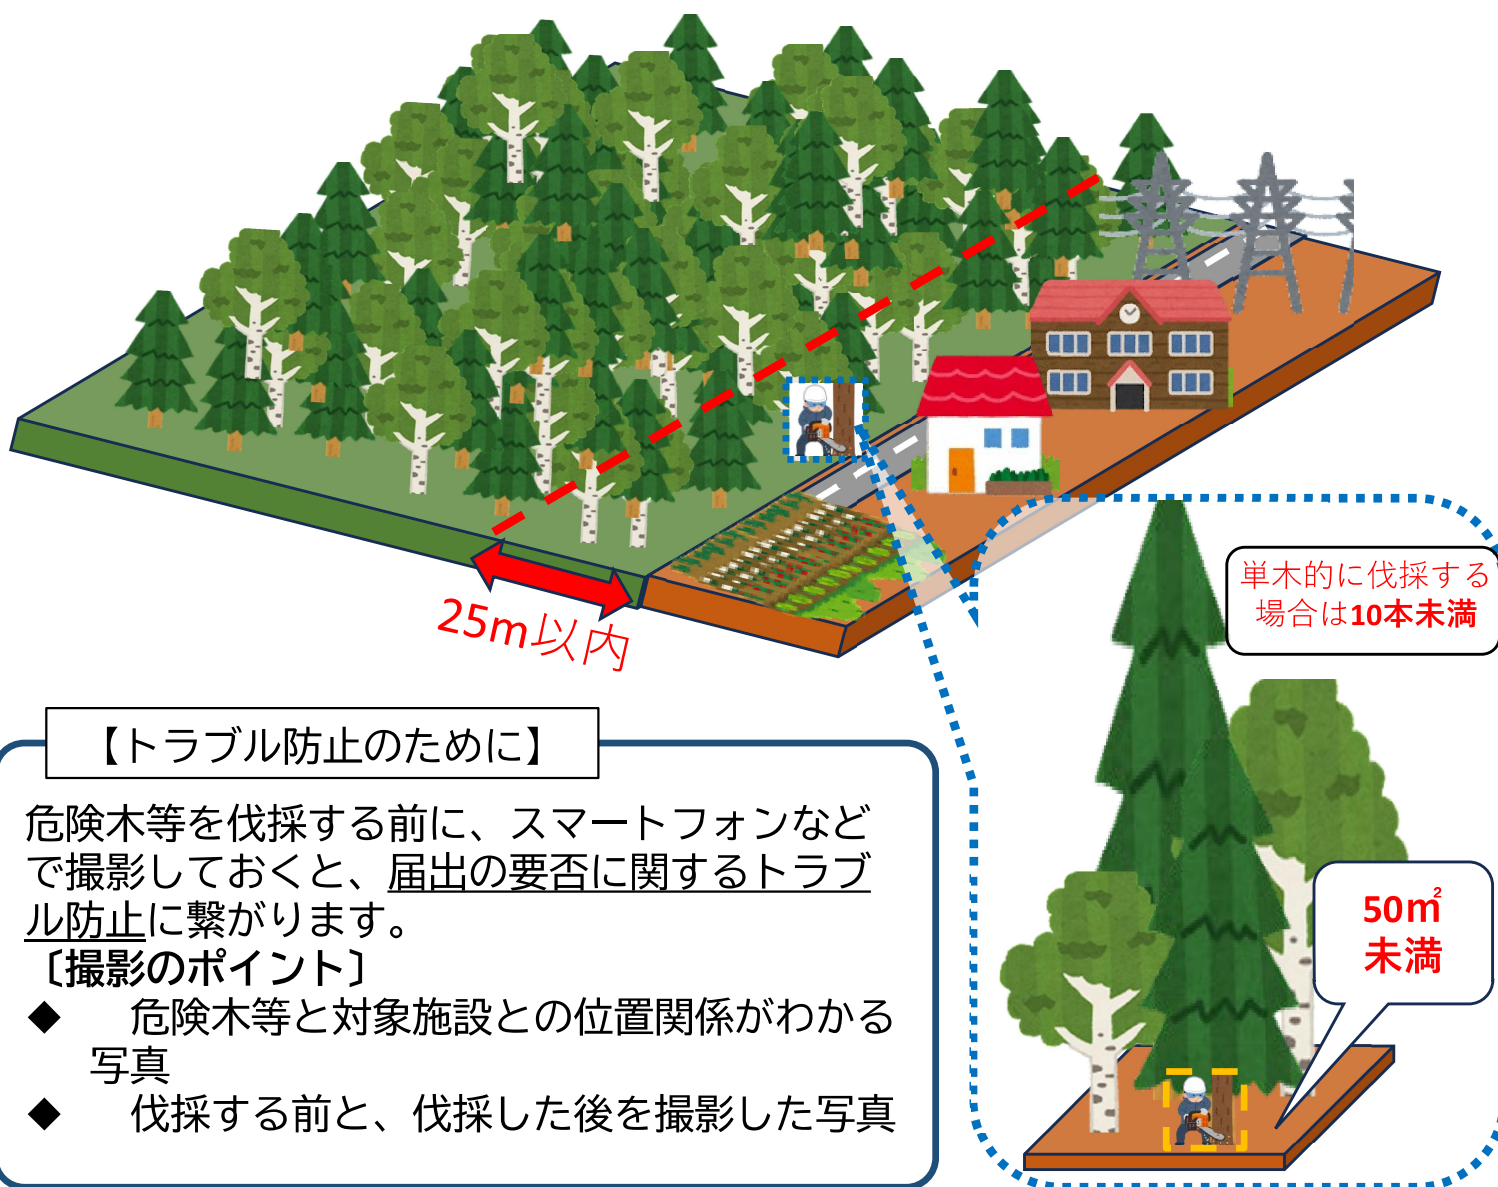 25m以内
単木的に伐採する
場合は10本未満
50㎡
未満
【トラブル防止のために】
危険木等を伐採する前に、スマートフォンなど
で撮影しておくと、届出の要否に関するトラブ
ル防止に繋がります。
〔撮影のポイント〕
◆　危険木等と対象施設との位置関係がわかる
写真
◆　伐採する前と、伐採した後を撮影した写真